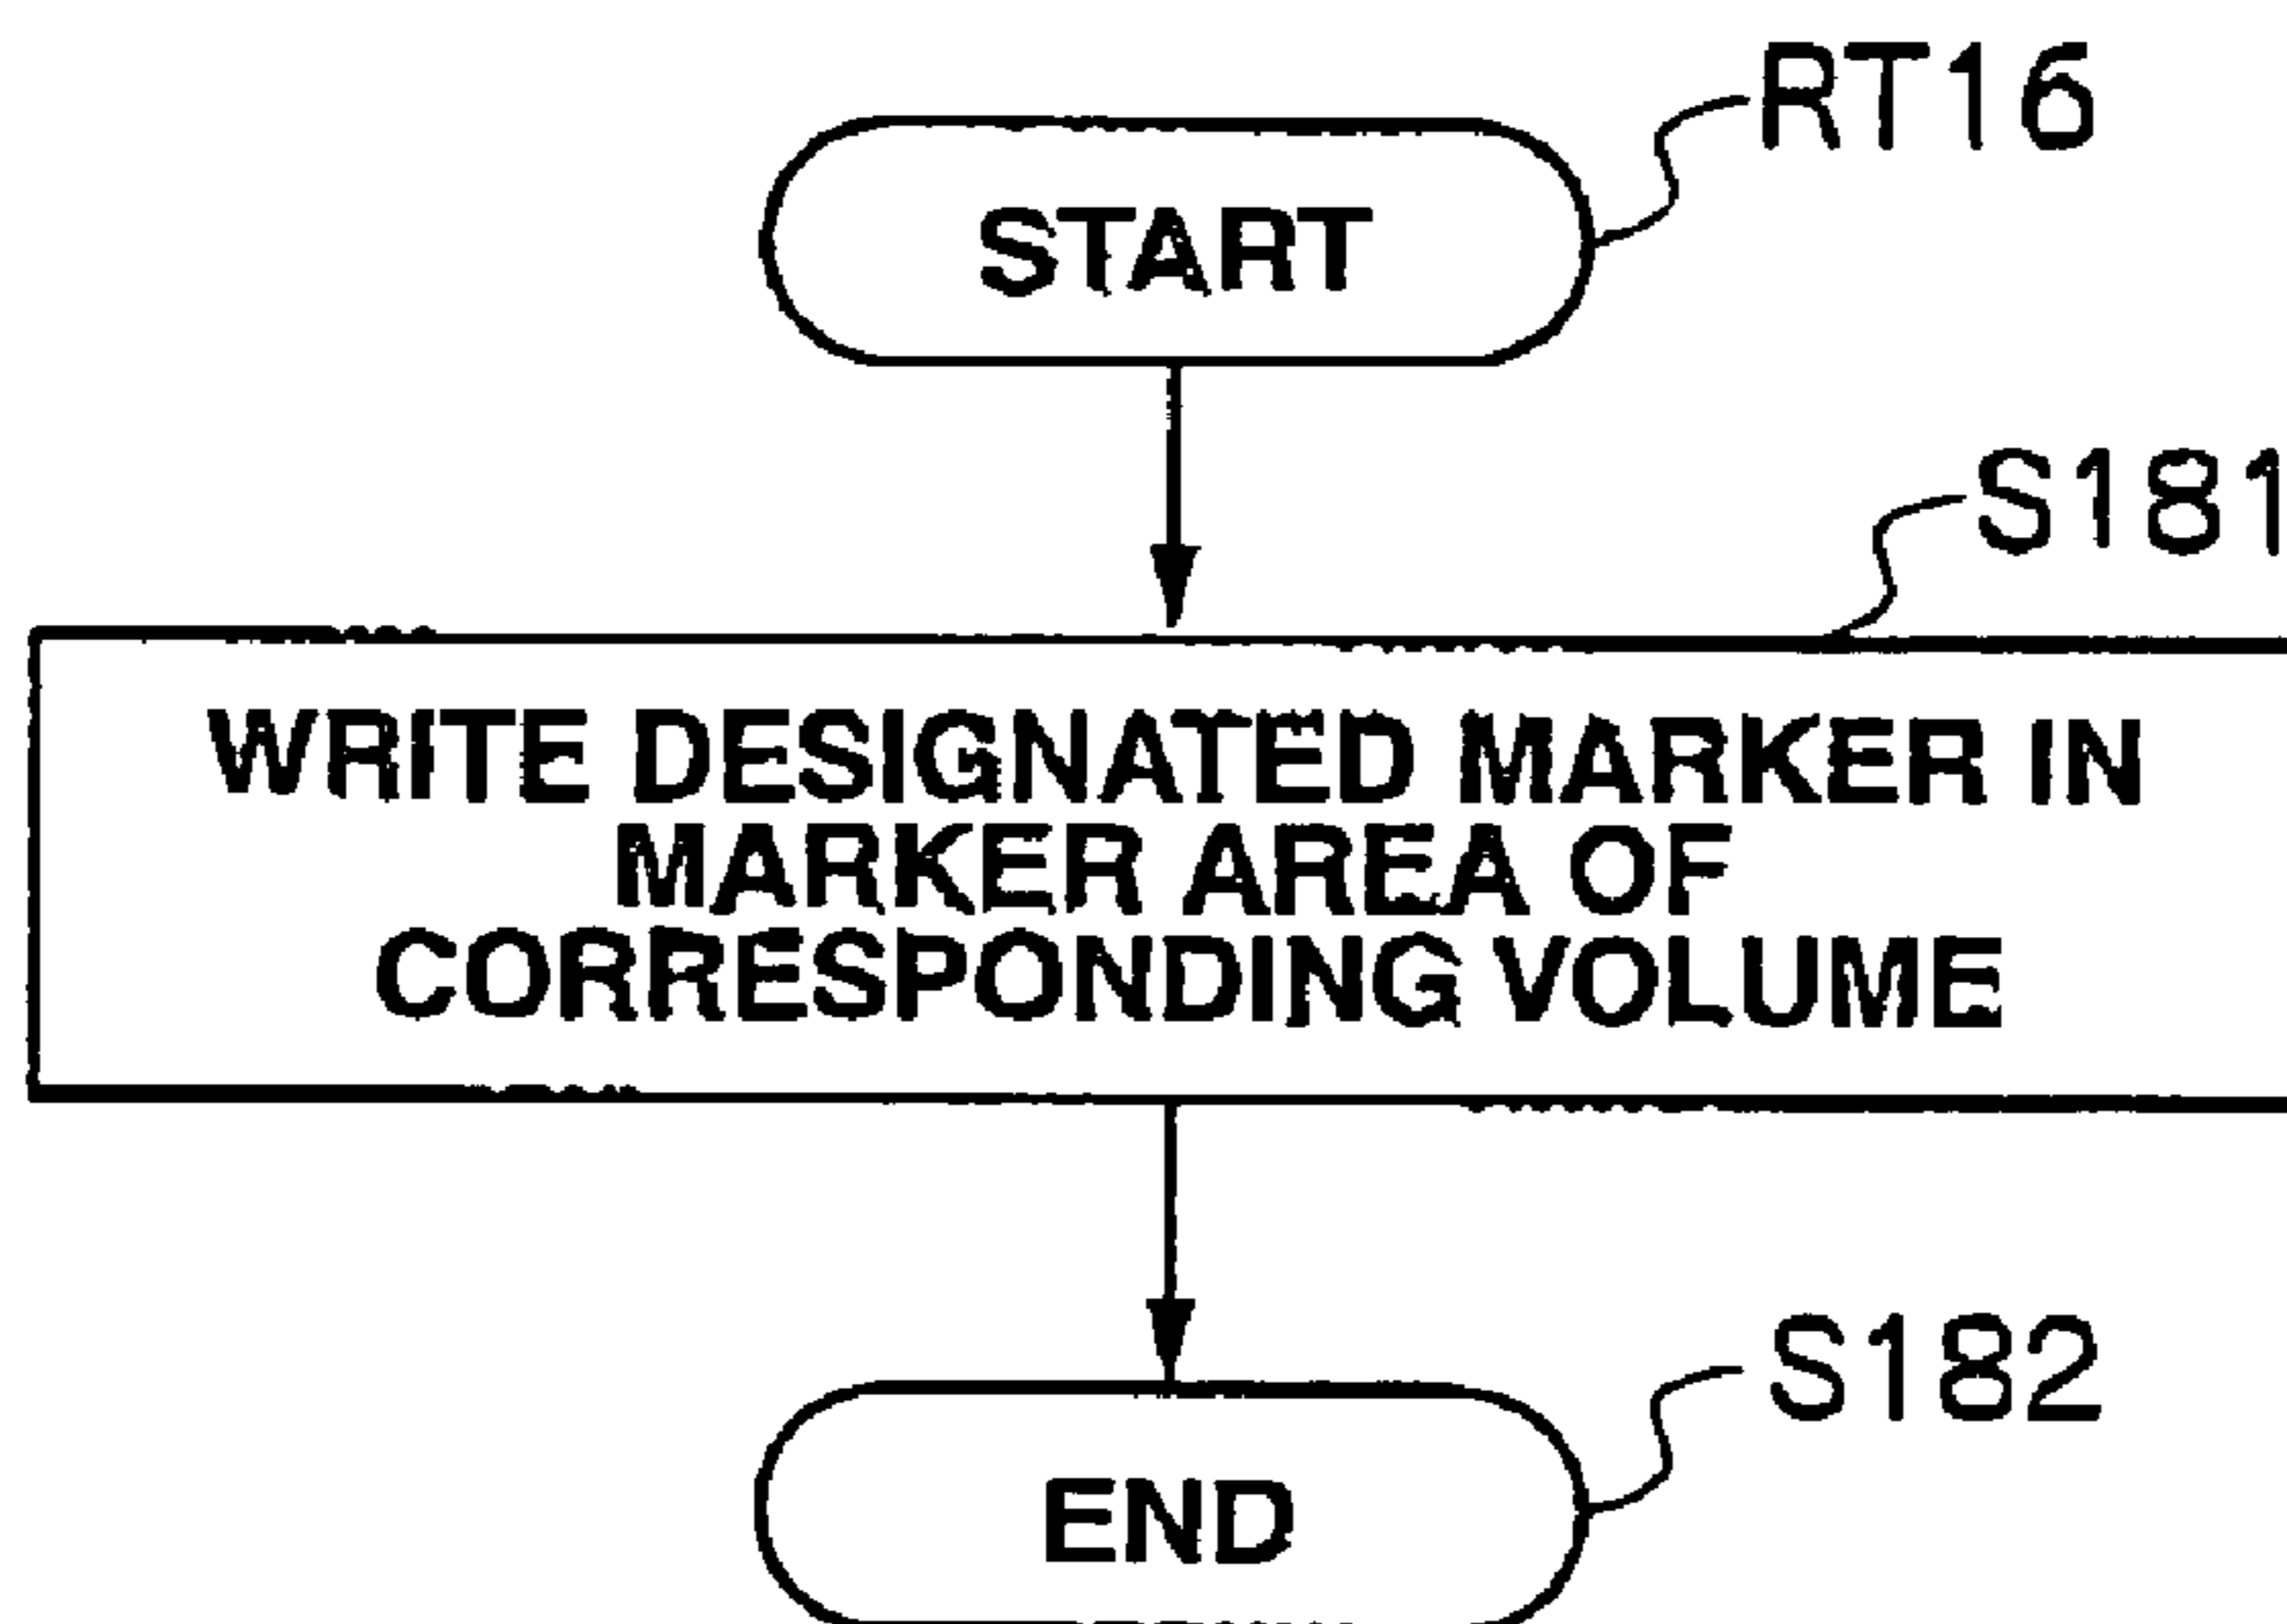 RT16
START
S181
WRITE DESIGNATED MARKER IN
MARKER AREA OF
CORRESPONDING VOLUME
S182
END